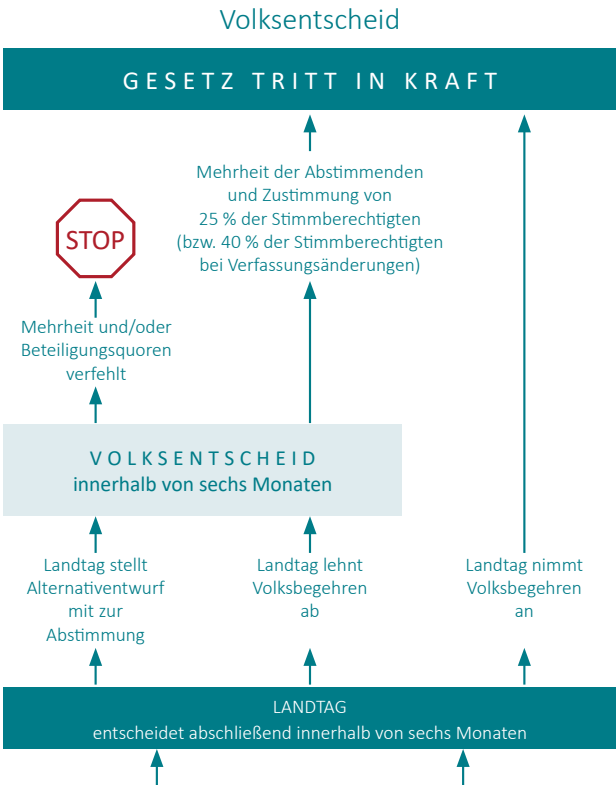 Volksentscheid
GESETZ TRITT IN KRAFT
Mehrheit der Abstimmenden
und Zustimmung von
25 % der Stimmberechtigten
(bzw. 40 % der Stimmberechtigten
bei Verfassungsänderungen)
STOP
Mehrheit und/oder
Beteiligungsquoren
verfehlt
VOLKSENTSCHEID
innerhalb von sechs Monaten
Landtag stellt
Alternativentwurf
mit zur
Abstimmung
Landtag lehnt
Volksbegehren
ab
Landtag nimmt
Volksbegehren
an
LANDTAG
entscheidet abschließend innerhalb von sechs Monaten